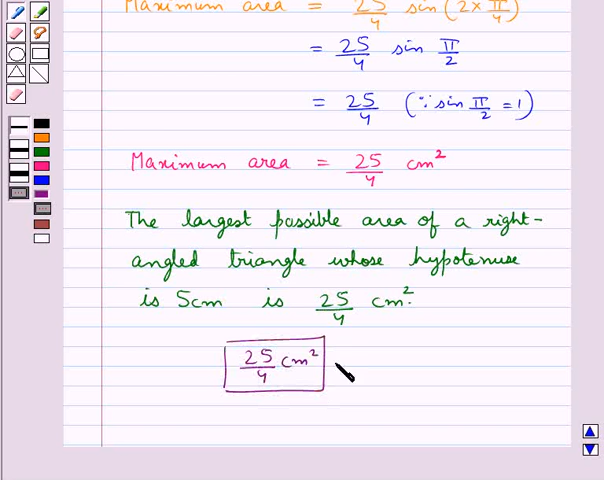 Maximum area = 25/4 sin(2×π/4)
= 25/4 sin π/2
= 25/4 (∵ sin π/2 = 1)
Maximum area = 25/4 cm²
The largest possible area of a right-
angled triangle whose hypotenuse
is 5cm is 25/4 cm².
25/4 cm²